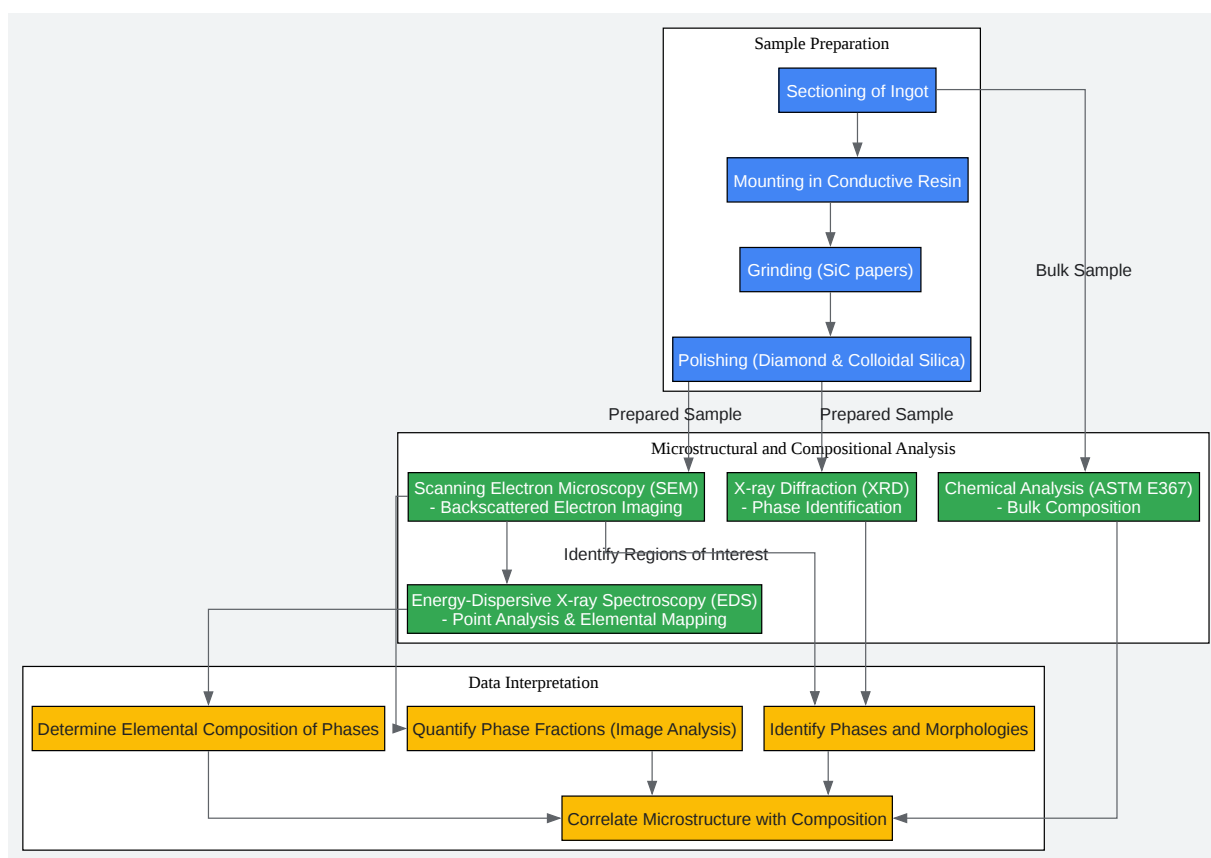 Sample Preparation
Sectioning of Ingot
Mounting in Conductive Resin
Grinding (SiC papers)
Bulk Sample
Polishing (Diamond & Colloidal Silica)
Prepared Sample
Prepared Sample
Microstructural and Compositional Analysis
Scanning Electron Microscopy (SEM)
- Backscattered Electron Imaging
X-ray Diffraction (XRD)
- Phase Identification
Chemical Analysis (ASTM E367)
- Bulk Composition
Identify Regions of Interest
Energy-Dispersive X-ray Spectroscopy (EDS)
- Point Analysis & Elemental Mapping
Data Interpretation
Determine Elemental Composition of Phases
Quantify Phase Fractions (Image Analysis)
Identify Phases and Morphologies
Correlate Microstructure with Composition